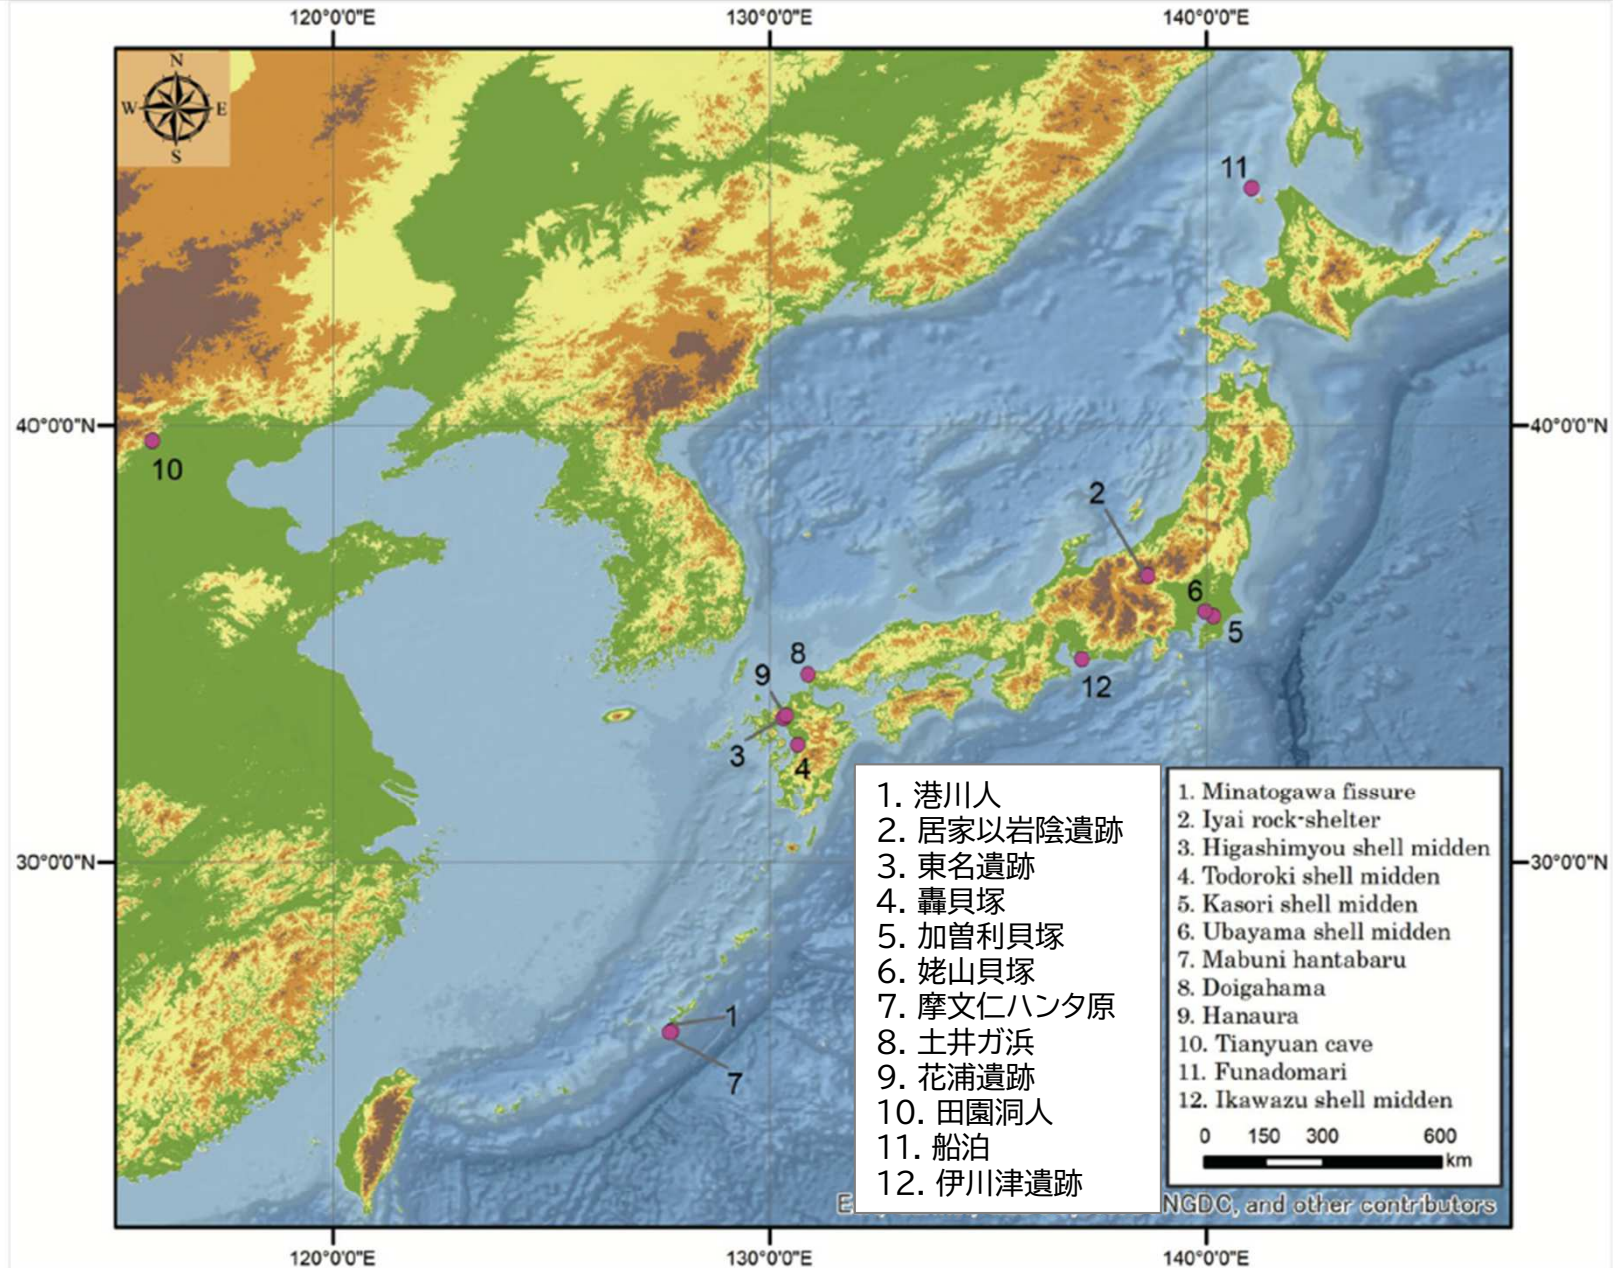 120°0'0"E
130°0'0"E
140°0'0"E
N
W
E
S
11
40°0'0"N
40°0'0"N
10
2
6
5
8
9
12
3
4
30°0'0"N
30°0'0"N
1
7
1. 港川人
2. 居家以岩陰遺跡
3. 東名遺跡
4. 轟貝塚
5. 加曽利貝塚
6. 姥山貝塚
7. 摩文仁ハンタ原
8. 土井ガ浜
9. 花浦遺跡
10. 田園洞人
11. 船泊
12. 伊川津遺跡
1. Minatogawa fissure
2. Iyai rock-shelter
3. Higashimyou shell midden
4. Todoroki shell midden
5. Kasori shell midden
6. Ubayama shell midden
7. Mabuni hantabaru
8. Doigahama
9. Hanaura
10. Tianyuan cave
11. Funadomari
12. Ikawazu shell midden
0 150 300 600
km
NGDC, and other contributors
120°0'0"E
130°0'0"E
140°0'0"E